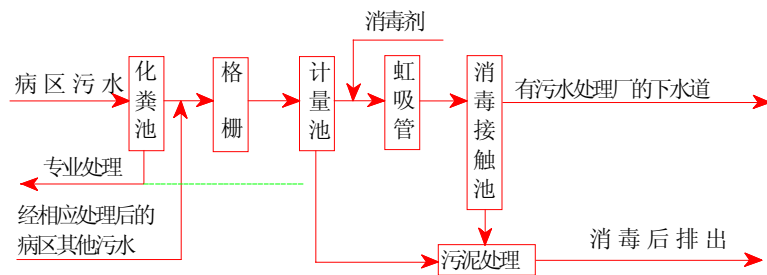 消毒剂
病区污水
化粪池
格栅
计量池
虹吸管
消毒接触池
有污水处理厂的下水道
专业处理
经相应处理后的
病区其他污水
污泥处理
消毒后排出